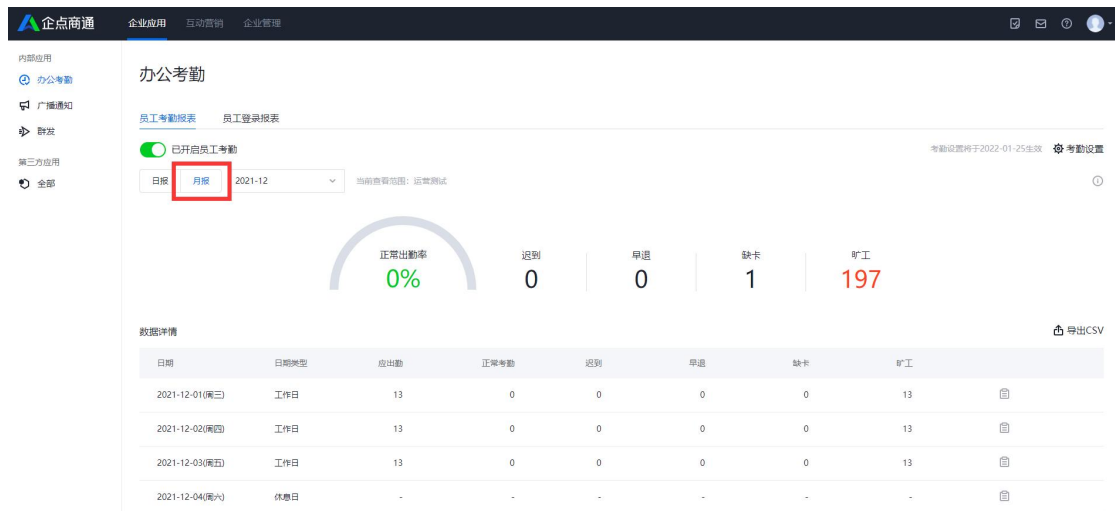 企点商通 企业应用 互动营销 企业管理
内部应用
办公考勤
广播通知
群发
第三方应用
全部
办公考勤
员工考勤报表 员工登录报表
已开启员工考勤 考勤设置将于2022-01-25生效 考勤设置
日报 月报 2021-12 当前查看范围：运营测试
正常出勤率 迟到 早退 缺卡 旷工
0% 0 0 1 197
数据详情 导出CSV
日期 日期类型 应出勤 正常考勤 迟到 早退 缺卡 旷工
2021-12-01(周三) 工作日 13 0 0 0 0 13
2021-12-02(周四) 工作日 13 0 0 0 0 13
2021-12-03(周五) 工作日 13 0 0 0 0 13
2021-12-04(周六) 休息日 - - - - - -